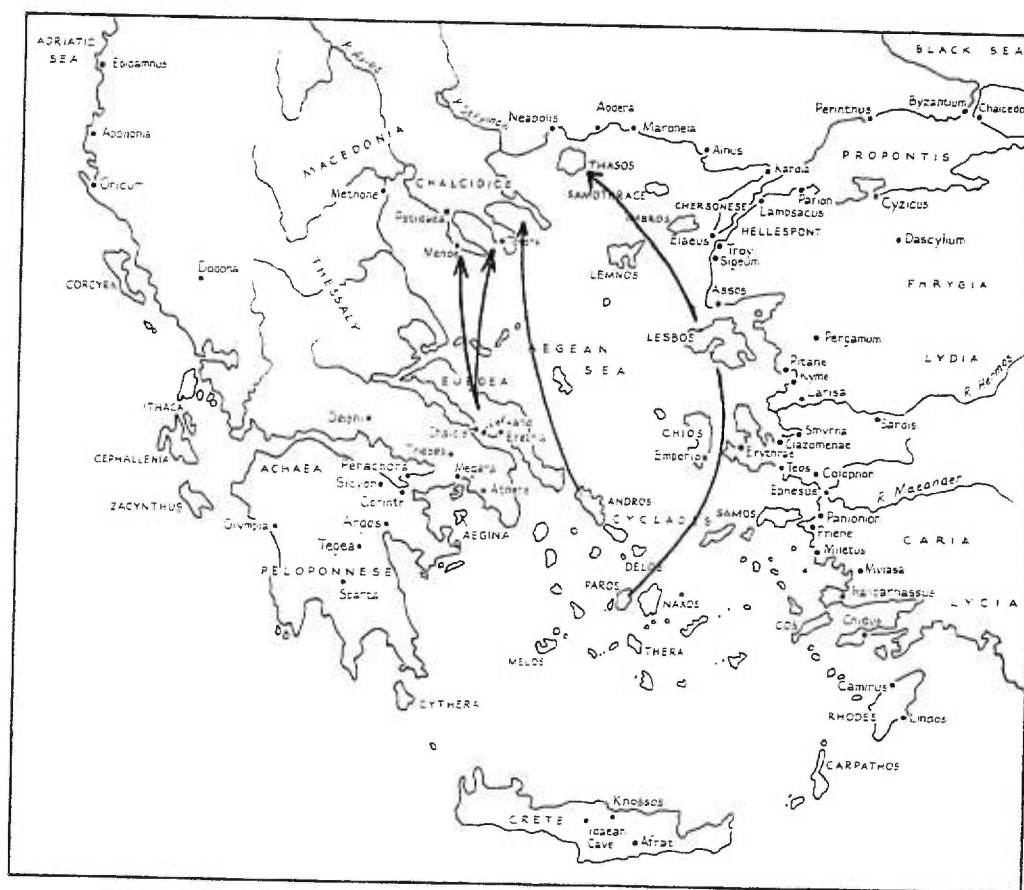 ADRIATIC
SEA
Epidamnus
Apollonia
Oricum
R. Axios
R. Strymon
MACEDONIA
Methone
CHALCIDICE
Potidaea
Mende
Neapolis
Abdera
Maroneia
Ainus
THASOS
SAMOTHRACE
IMBROS
LEMNOS
BLACK SEA
Perinthus
Byzantium
Chalcedo
PROPONTIS
Kardia
CHERSONESE
Parion
Lampsacus
Cyzicus
Elaeus
HELLESPONT
Troy
Sigeum
Dascylium
PHRYGIA
Assos
CORCYRA
Dodona
THESSALY
AEGEAN
SEA
LESBOS
Pergamum
LYDIA
Pitane
Kyme
Larisa
R. Hermos
Sardis
EUBOEA
ITHACA
CEPHALLENIA
ZACYNTHUS
Delphi
Chalcis
Lefkandi
Eretria
Thebes
CHIOS
Emporio
Erythrae
Smyrna
Clazomenae
Teos
Colophon
Ephesus
R. Maeander
ACHAEA
Perachora
Sicyon
Corinth
Megara
Athens
ANDROS
CYCLADES
SAMOS
Panionion
Priene
Miletus
CARIA
Olympia
Argos
AEGINA
Tegea
PELOPONNESE
Sparta
DELOS
PAROS
NAXOS
Mylasa
Halicarnassus
LYCIA
COS
Cnidus
MELOS
THERA
CYTHERA
Camirus
RHODES
Lindos
CARPATHOS
Knossos
CRETE
Idaean
Cave
Afrati